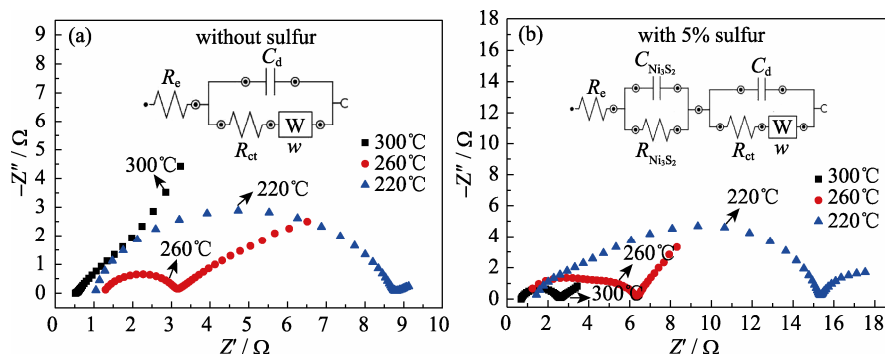 (a)
without sulfur
C_d
R_e
R_ct
W
w
300℃
260℃
220℃
300℃
220℃
260℃
9
8
7
6
5
4
3
2
1
0
–Z″ / Ω
0 1 2 3 4 5 6 7 8 9 10
Z′ / Ω
(b)
with 5% sulfur
C_Ni₃S₂
C_d
R_e
R_Ni₃S₂
R_ct
W
w
300℃
260℃
220℃
220℃
260℃
300℃
18
16
14
12
10
8
6
4
2
0
–Z″ / Ω
0 2 4 6 8 10 12 14 16 18
Z′ / Ω